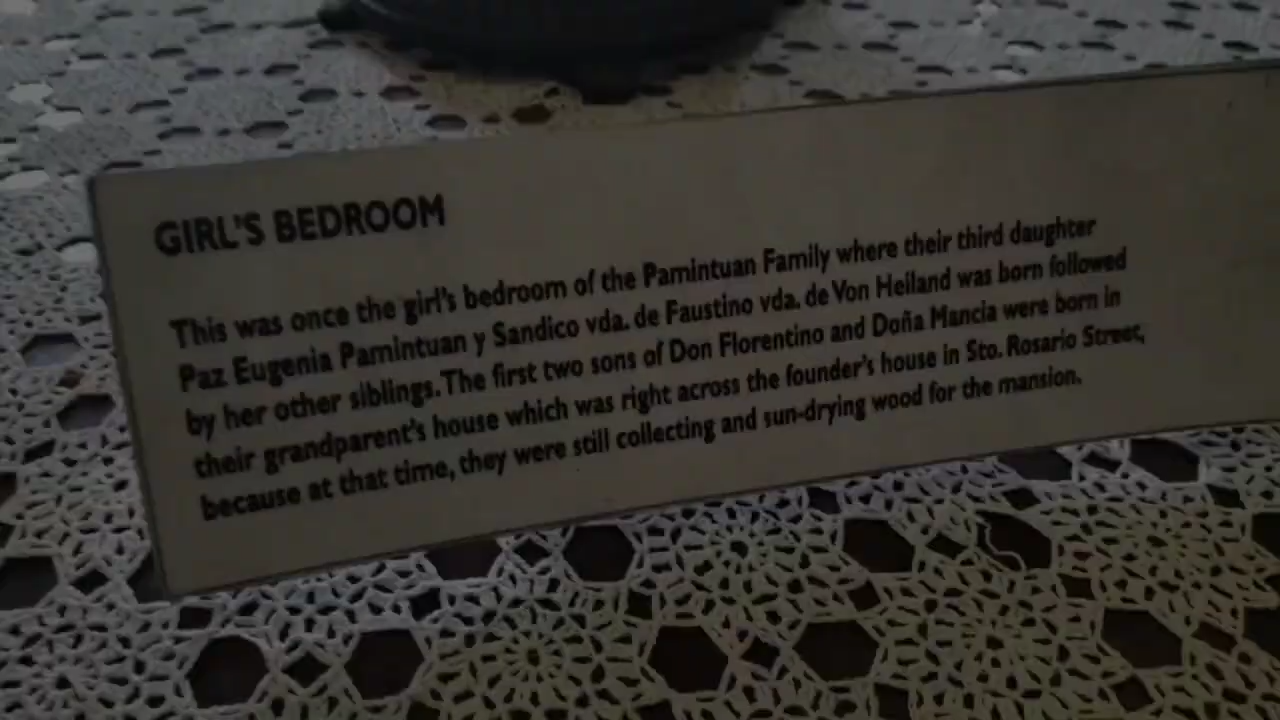 GIRL'S BEDROOM
This was once the girl's bedroom of the Pamintuan Family where their third daughter
Paz Eugenia Pamintuan y Sandico vda. de Faustino vda. de Von Heiland was born followed
by her other siblings. The first two sons of Don Florentino and Doña Mancia were born in
their grandparent's house which was right across the founder's house in Sto. Rosario Street,
because at that time, they were still collecting and sun-drying wood for the mansion.